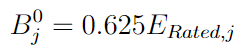 $B_j^0 = 0.625E_{Rated,j}$